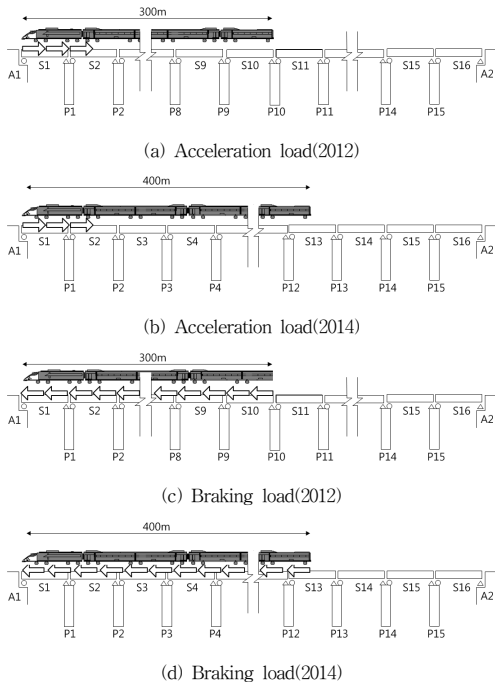 300m
A1 S1 S2 S9 S10 S11 S15 S16 A2
P1 P2 P8 P9 P10 P11 P14 P15
(a) Acceleration load(2012)
400m
A1 S1 S2 S3 S4 S13 S14 S15 S16 A2
P1 P2 P3 P4 P12 P13 P14 P15
(b) Acceleration load(2014)
300m
A1 S1 S2 S9 S10 S11 S15 S16 A2
P1 P2 P8 P9 P10 P11 P14 P15
(c) Braking load(2012)
400m
A1 S1 S2 S3 S4 S13 S14 S15 S16 A2
P1 P2 P3 P4 P12 P13 P14 P15
(d) Braking load(2014)